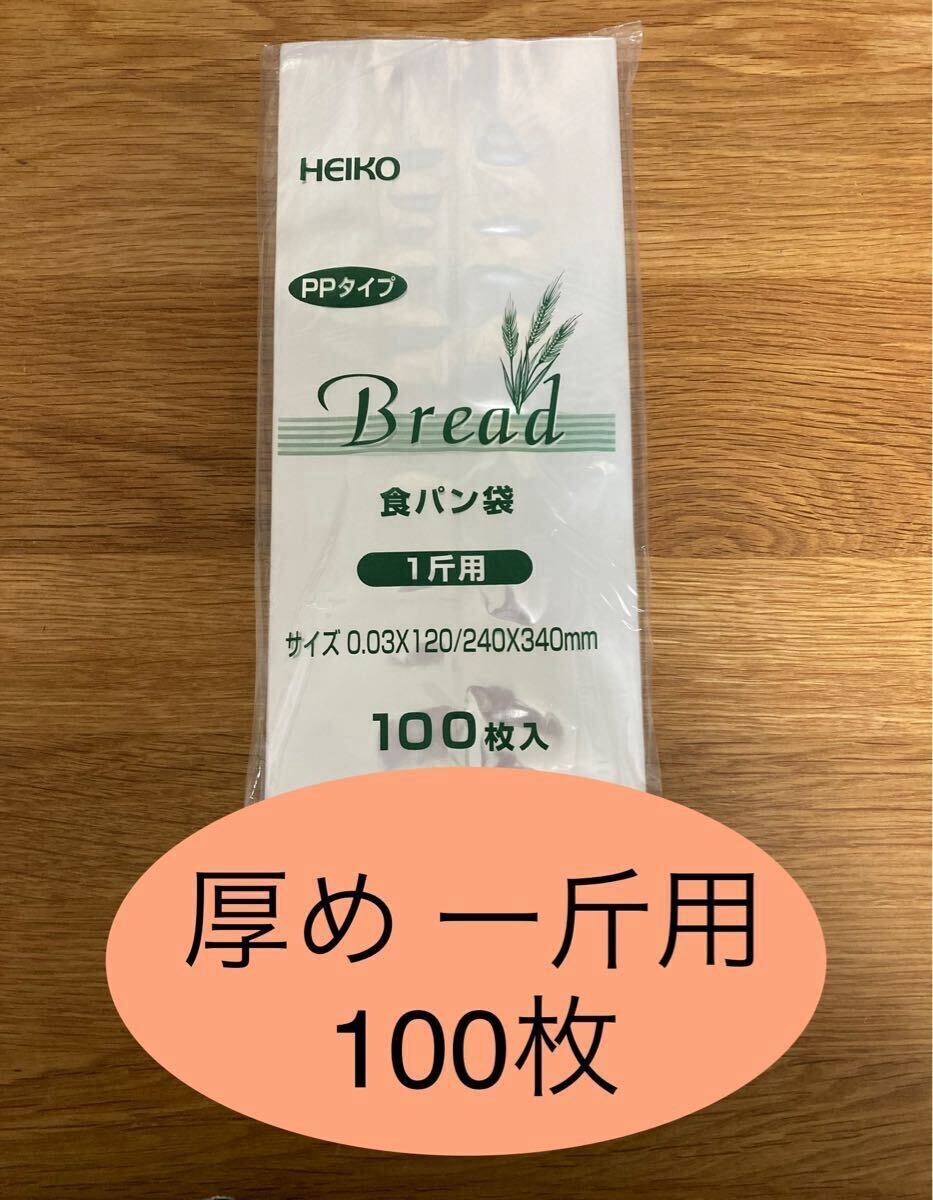 HEIKO
PPタイプ
Bread
食パン袋
1斤用
サイズ 0.03X120/240X340mm
100枚入
厚め 一斤用
100枚